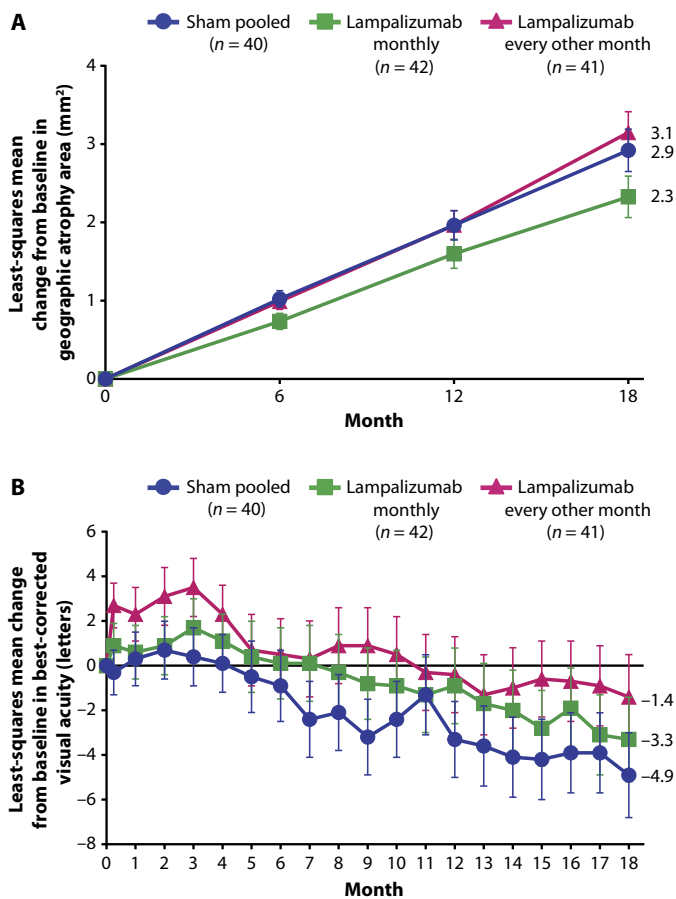 A
Sham pooled
(n = 40)
Lampalizumab
monthly
(n = 42)
Lampalizumab
every other month
(n = 41)
Least-squares mean
change from baseline in
geographic atrophy area (mm²)
4
3
2
1
0
3.1
2.9
2.3
0
6
12
18
Month
B
Sham pooled
(n = 40)
Lampalizumab
monthly
(n = 42)
Lampalizumab
every other month
(n = 41)
Least-squares mean change
from baseline in best-corrected
visual acuity (letters)
6
4
2
0
−2
−4
−6
−8
−1.4
−3.3
−4.9
0
1
2
3
4
5
6
7
8
9
10
11
12
13
14
15
16
17
18
Month